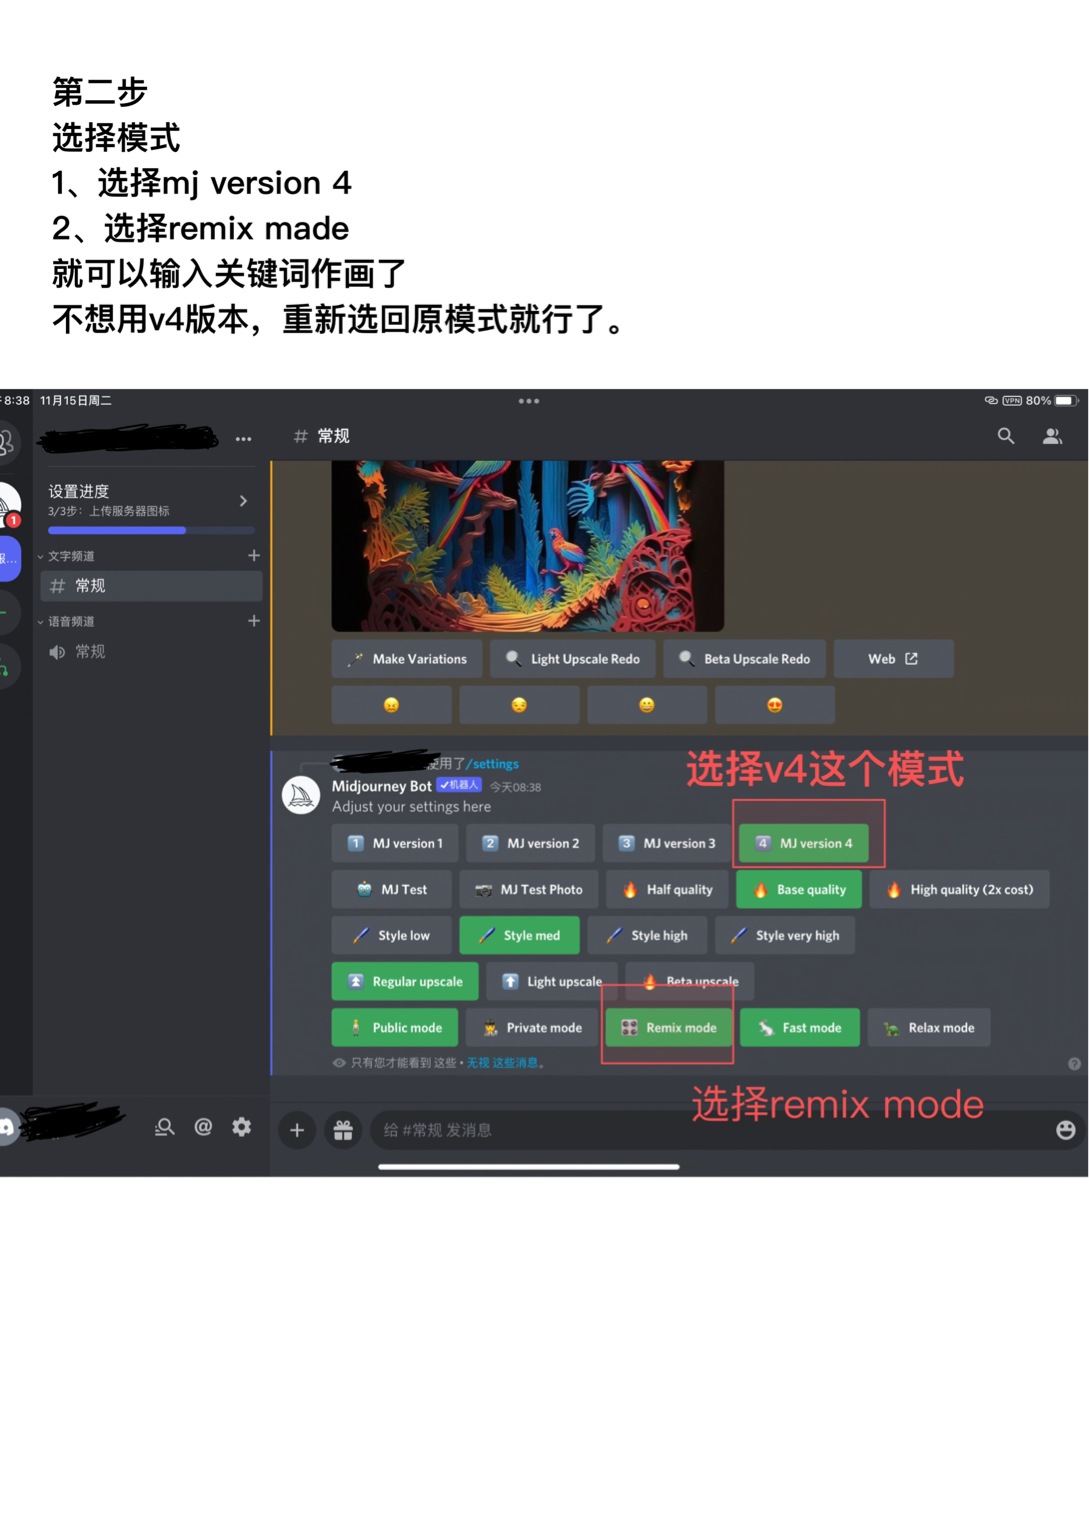 第二步
选择模式
1、选择mj version 4
2、选择remix made
就可以输入关键词作画了
不想用v4版本，重新选回原模式就行了。
8:38 11月15日周二
VPN 80%
# 常规
设置进度
3/3步：上传服务器图标
1
文字频道
# 常规
语音频道
常规
Make Variations Light Upscale Redo Beta Upscale Redo Web
使用了/settings
选择v4这个模式
Midjourney Bot ✔机器人 今天08:38
Adjust your settings here
1 MJ version 1 2 MJ version 2 3 MJ version 3 4 MJ version 4
MJ Test MJ Test Photo Half quality Base quality High quality (2x cost)
Style low Style med Style high Style very high
Regular upscale Light upscale Beta upscale
Public mode Private mode Remix mode Fast mode Relax mode
只有您才能看到 这些 • 无视 这些消息。
选择remix mode
给 #常规 发消息